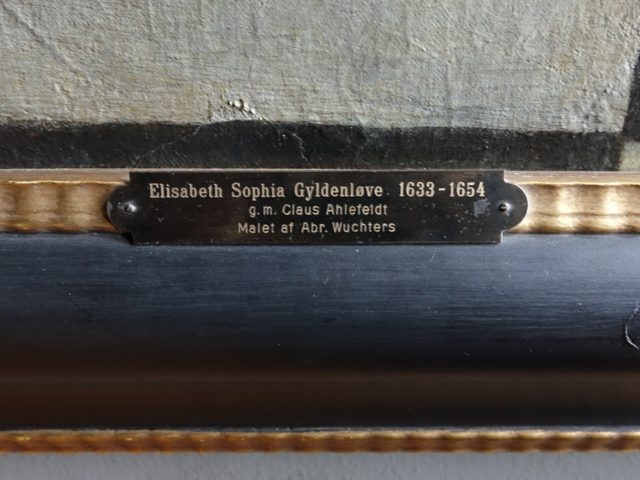 Elisabeth Sophia Gyldenløve 1633-1654
g.m. Claus Ahlefeldt
Malet af Abr. Wuchters